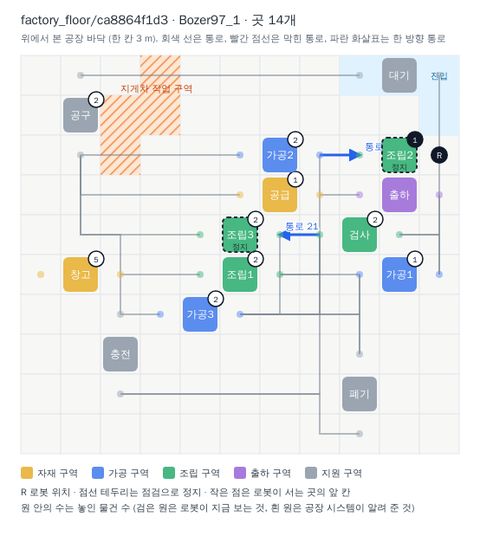 factory_floor/ca8864f1d3 · Bozer97_1 · 곳 14개
위에서 본 공장 바닥 (한 칸 3 m). 회색 선은 통로, 빨간 점선은 막힌 통로, 파란 화살표는 한 방향 통로
대기
진입
지게차 작업 구역
공구 2
가공2 2
통로
조립2 1
정지
R
공급 1
출하
조립3 2
정지
통로 21
검사 2
창고 5
조립1 2
가공1 1
가공3 2
충전
폐기
자재 구역 가공 구역 조립 구역 출하 구역 지원 구역
R 로봇 위치 · 점선 테두리는 점검으로 정지 · 작은 점은 로봇이 서는 곳의 앞 칸
원 안의 수는 놓인 물건 수 (검은 원은 로봇이 지금 보는 것, 흰 원은 공장 시스템이 알려 준 것)